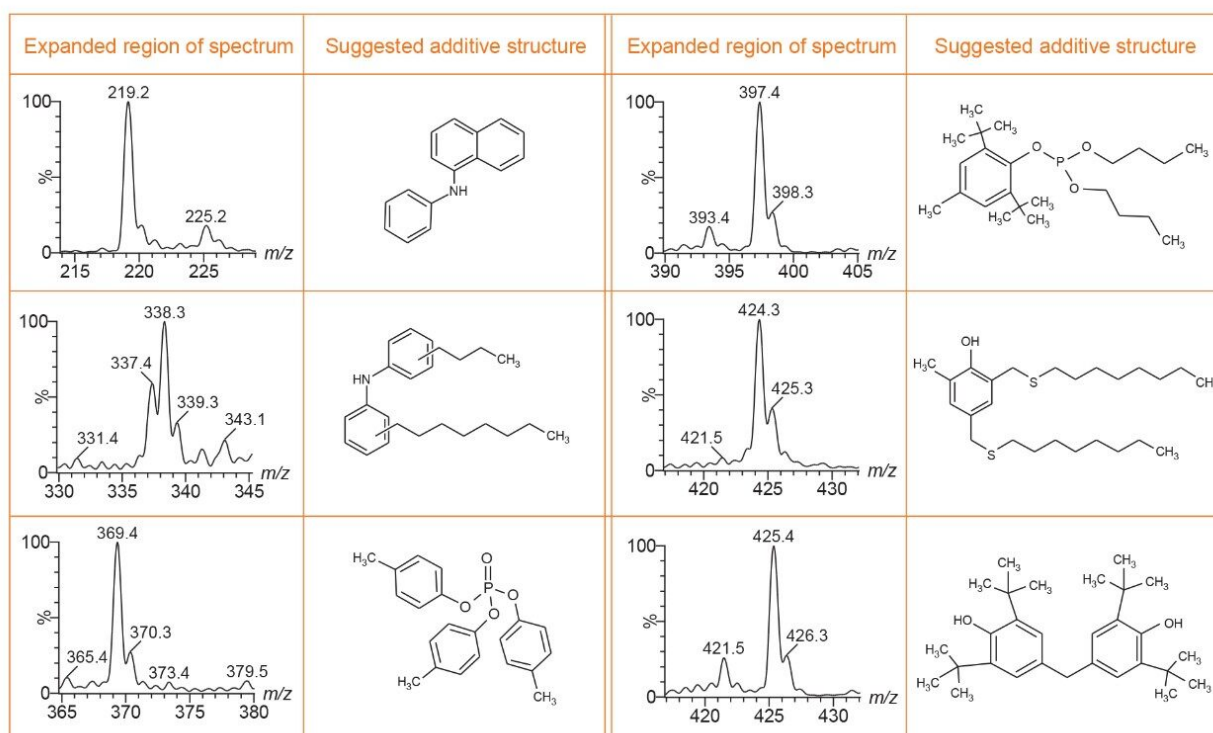 Expanded region of spectrum
Suggested additive structure
Expanded region of spectrum
Suggested additive structure
100
%
0
219.2
225.2
215
220
225
m/z
NH
100
%
0
397.4
398.3
393.4
390
395
400
405
m/z
CH₃
H₃C
CH₃
O
P
O
CH₃
O
H₃C
H₃C
CH₃
CH₃
CH₃
100
%
0
338.3
337.4
339.3
343.1
331.4
330
335
340
345
m/z
CH₃
HN
CH₃
100
%
0
424.3
425.3
421.5
420
425
430
m/z
OH
H₃C
S
CH
CH₃
S
100
%
0
369.4
370.3
365.4
373.4
379.5
365
370
375
380
m/z
H₃C
O
P
O
O
O
H₃C
CH₃
100
%
0
425.4
426.3
421.5
420
425
430
m/z
CH₃
CH₃
CH₃
CH₃
CH₃
CH₃
HO
OH
H₃C
CH₃
H₃C
CH₃
CH₃
CH₃